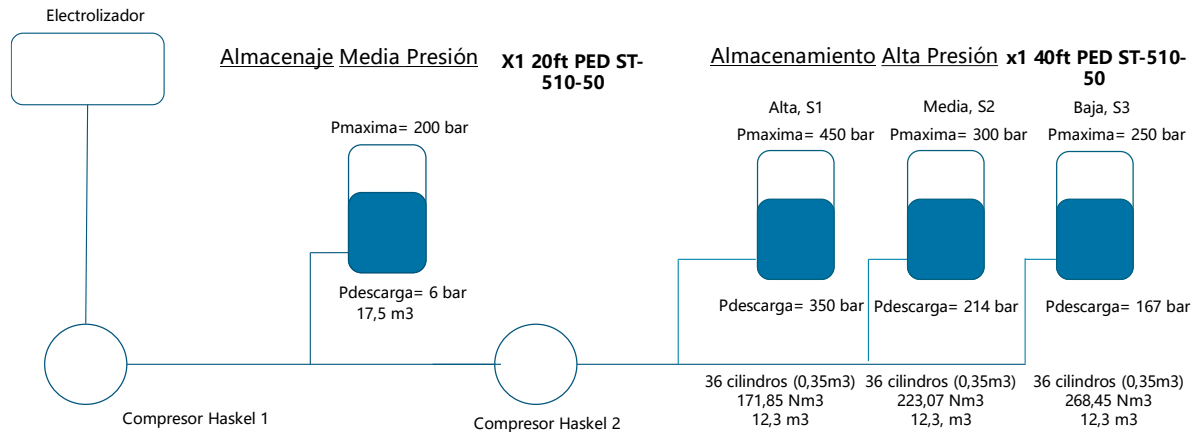 Electrolizador
Almacenaje Media Presión
X1 20ft PED ST-
510-50
Almacenamiento Alta Presión
x1 40ft PED ST-510-
50
Alta, S1
Media, S2
Baja, S3
Pmaxima= 200 bar
Pmaxima= 450 bar
Pmaxima= 300 bar
Pmaxima= 250 bar
Pdescarga= 6 bar
17,5 m3
Pdescarga= 350 bar
Pdescarga= 214 bar
Pdescarga= 167 bar
Compresor Haskel 1
Compresor Haskel 2
36 cilindros (0,35m3)
171,85 Nm3
12,3 m3
36 cilindros (0,35m3)
223,07 Nm3
12,3, m3
36 cilindros (0,35m3)
268,45 Nm3
12,3 m3